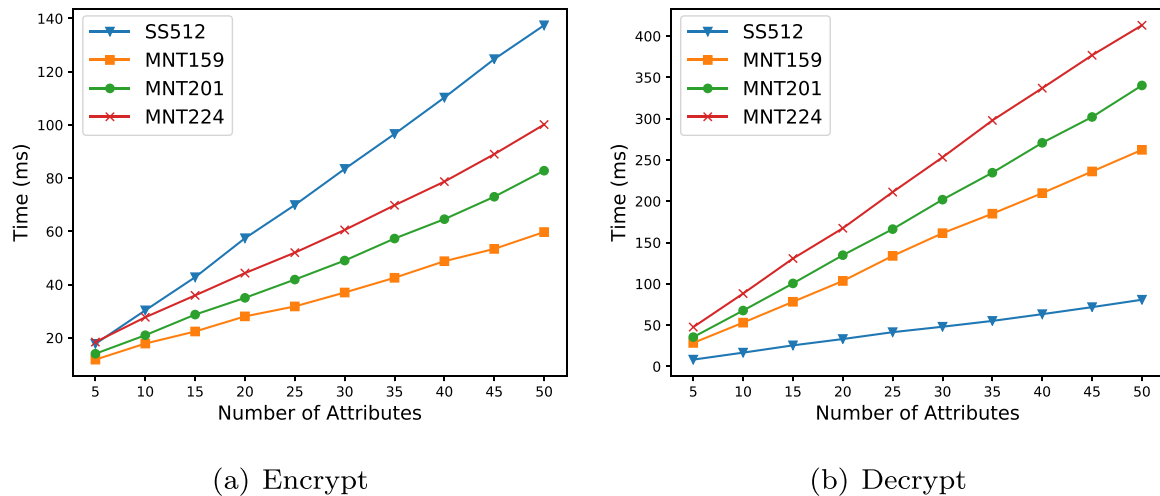 140
120
100
80
60
40
20
Time (ms)
SS512
MNT159
MNT201
MNT224
5 10 15 20 25 30 35 40 45 50
Number of Attributes
(a) Encrypt
400
350
300
250
200
150
100
50
0
Time (ms)
SS512
MNT159
MNT201
MNT224
5 10 15 20 25 30 35 40 45 50
Number of Attributes
(b) Decrypt